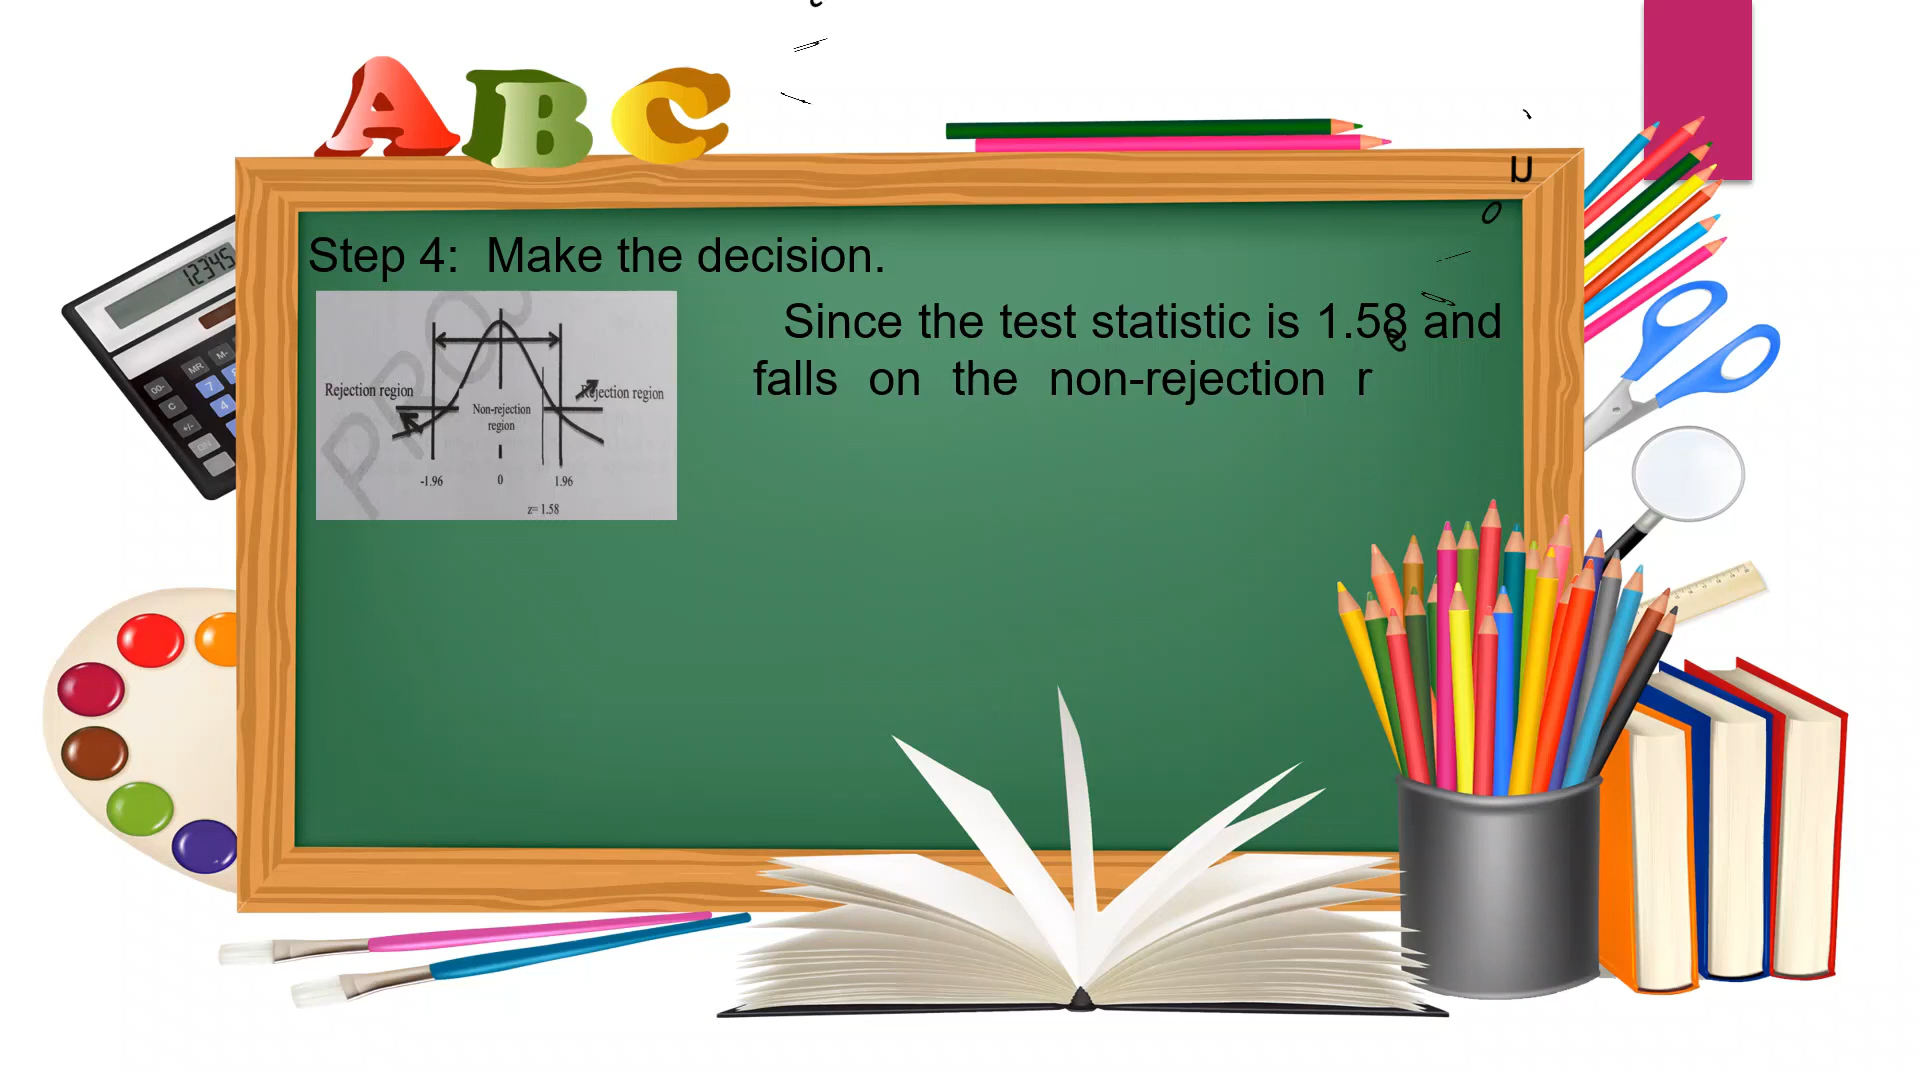 ABC
12345
Step 4: Make the decision.
Since the test statistic is 1.58 and
falls on the non-rejection r
Rejection region
Rejection region
Non-rejection
region
-1.96 0 1.96
z= 1.58